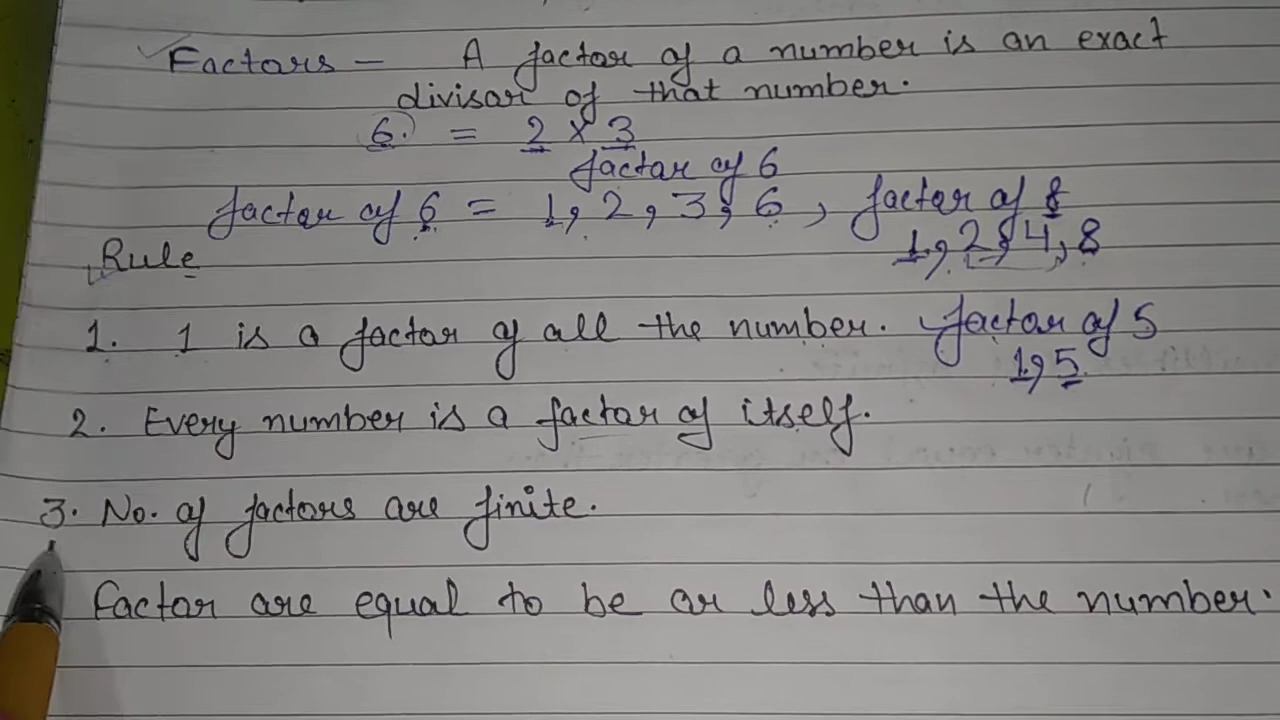 Factors - A factor of a number is an exact
divisor of that number.
6. = 2 × 3
factor of 6
factor of 6 = 1, 2, 3, 6, factor of 8
1, 2, 4, 8
Rule
1. 1 is a factor of all the number. factor of 5
1, 5
2. Every number is a factor of itself.
3. No. of factors are finite.
Factor are equal to be or less than the number.